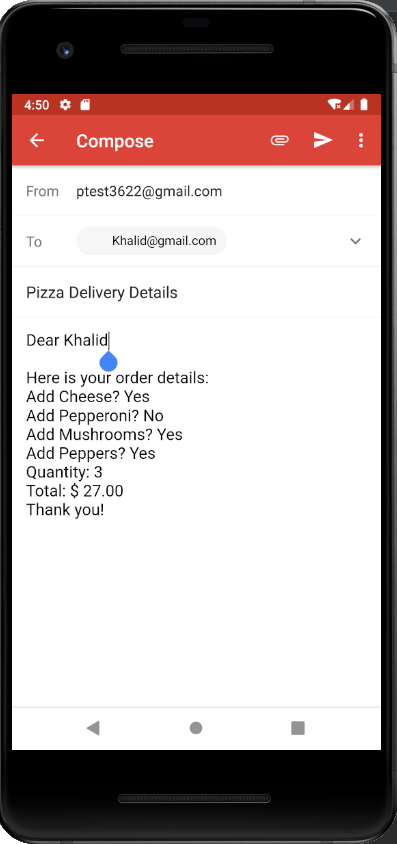 4:50
Compose
From ptest3622@gmail.com
To Khalid@gmail.com
Pizza Delivery Details
Dear Khalid
Here is your order details:
Add Cheese? Yes
Add Pepperoni? No
Add Mushrooms? Yes
Add Peppers? Yes
Quantity: 3
Total: $ 27.00
Thank you!